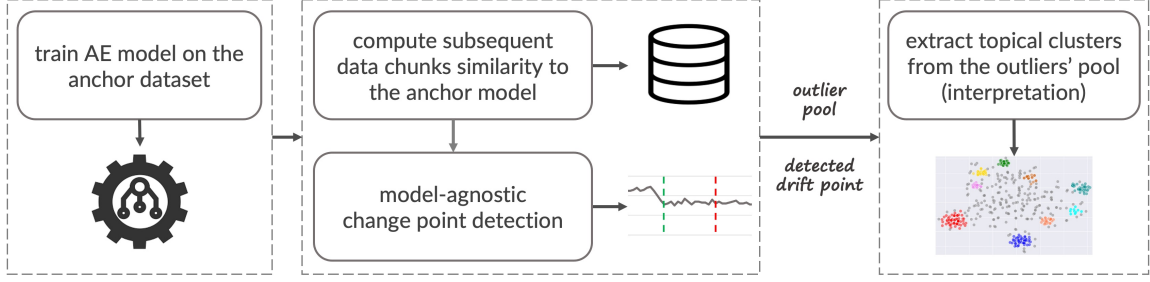 train AE model on the
anchor dataset
compute subsequent
data chunks similarity to
the anchor model
model-agnostic
change point detection
outlier
pool
detected
drift point
extract topical clusters
from the outliers' pool
(interpretation)